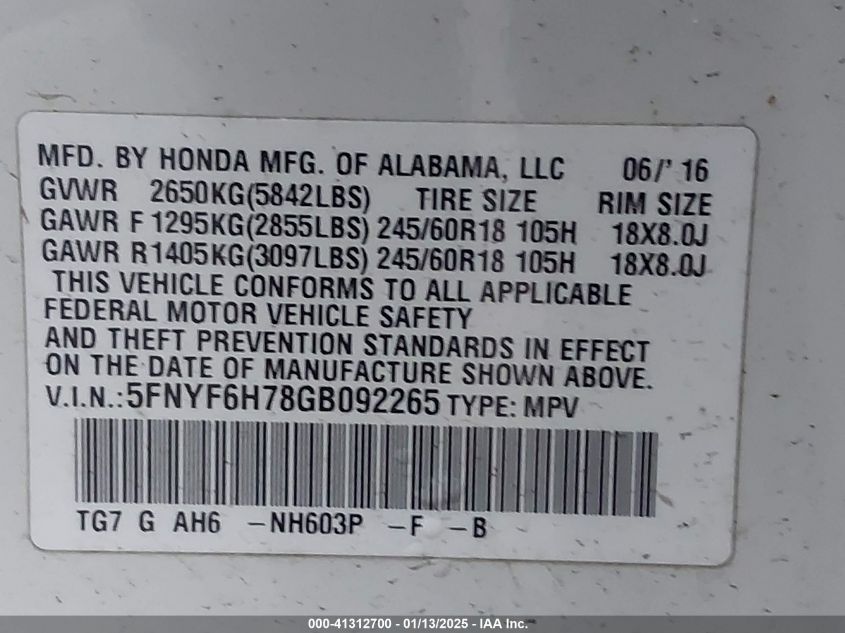 MFD. BY HONDA MFG. OF ALABAMA, LLC 06/' 16
GVWR 2650KG(5842LBS) TIRE SIZE RIM SIZE
GAWR F 1295KG(2855LBS) 245/60R18 105H 18X8.0J
GAWR R1405KG(3097LBS) 245/60R18 105H 18X8.0J
THIS VEHICLE CONFORMS TO ALL APPLICABLE
FEDERAL MOTOR VEHICLE SAFETY
AND THEFT PREVENTION STANDARDS IN EFFECT
ON THE DATE OF MANUFACTURE SHOWN ABOVE.
V.I.N.:5FNYF6H78GB092265 TYPE: MPV
TG7 G AH6 -NH603P -F -B
000-41312700 - 01/13/2025 - IAA Inc.